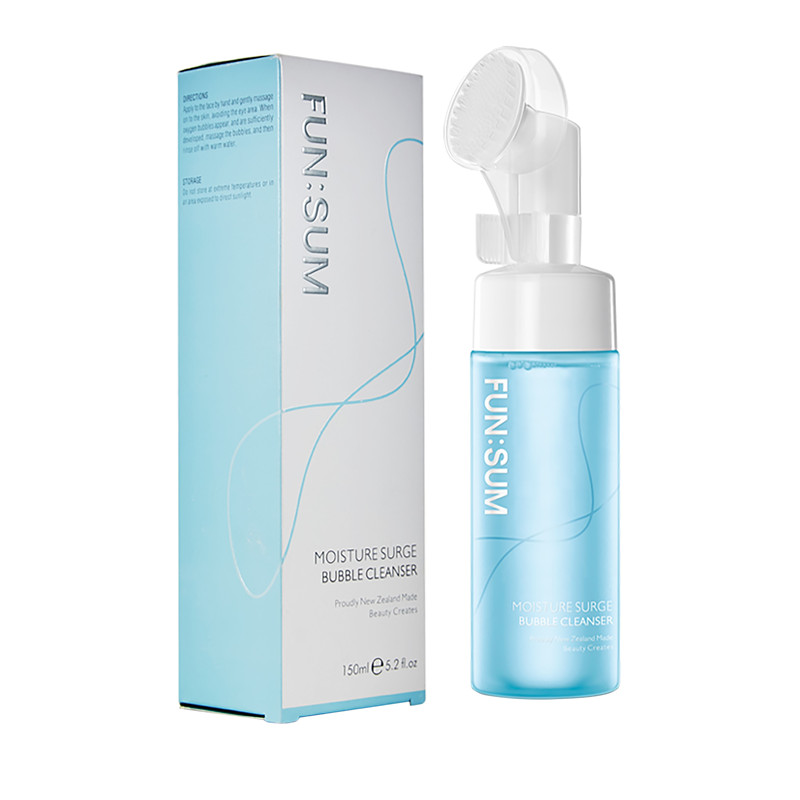 DIRECTIONS
Apply to the face by hand and gently massage
on to the skin, avoiding the eye area. When
oxygen bubbles appear, and are sufficiently
developed, massage the bubbles, and then
rinse off with warm water.
STORAGE
Do not store at extreme temperatures or in
an area exposed to direct sunlight
FUN:SUM
MOISTURE SURGE
BUBBLE CLEANSER
Proudly New Zealand Made
Beauty Creates
150ml e 5.2 fl.oz
FUN:SUM
MOISTURE SURGE
BUBBLE CLEANSER
New Zealand Made
Beauty Creates